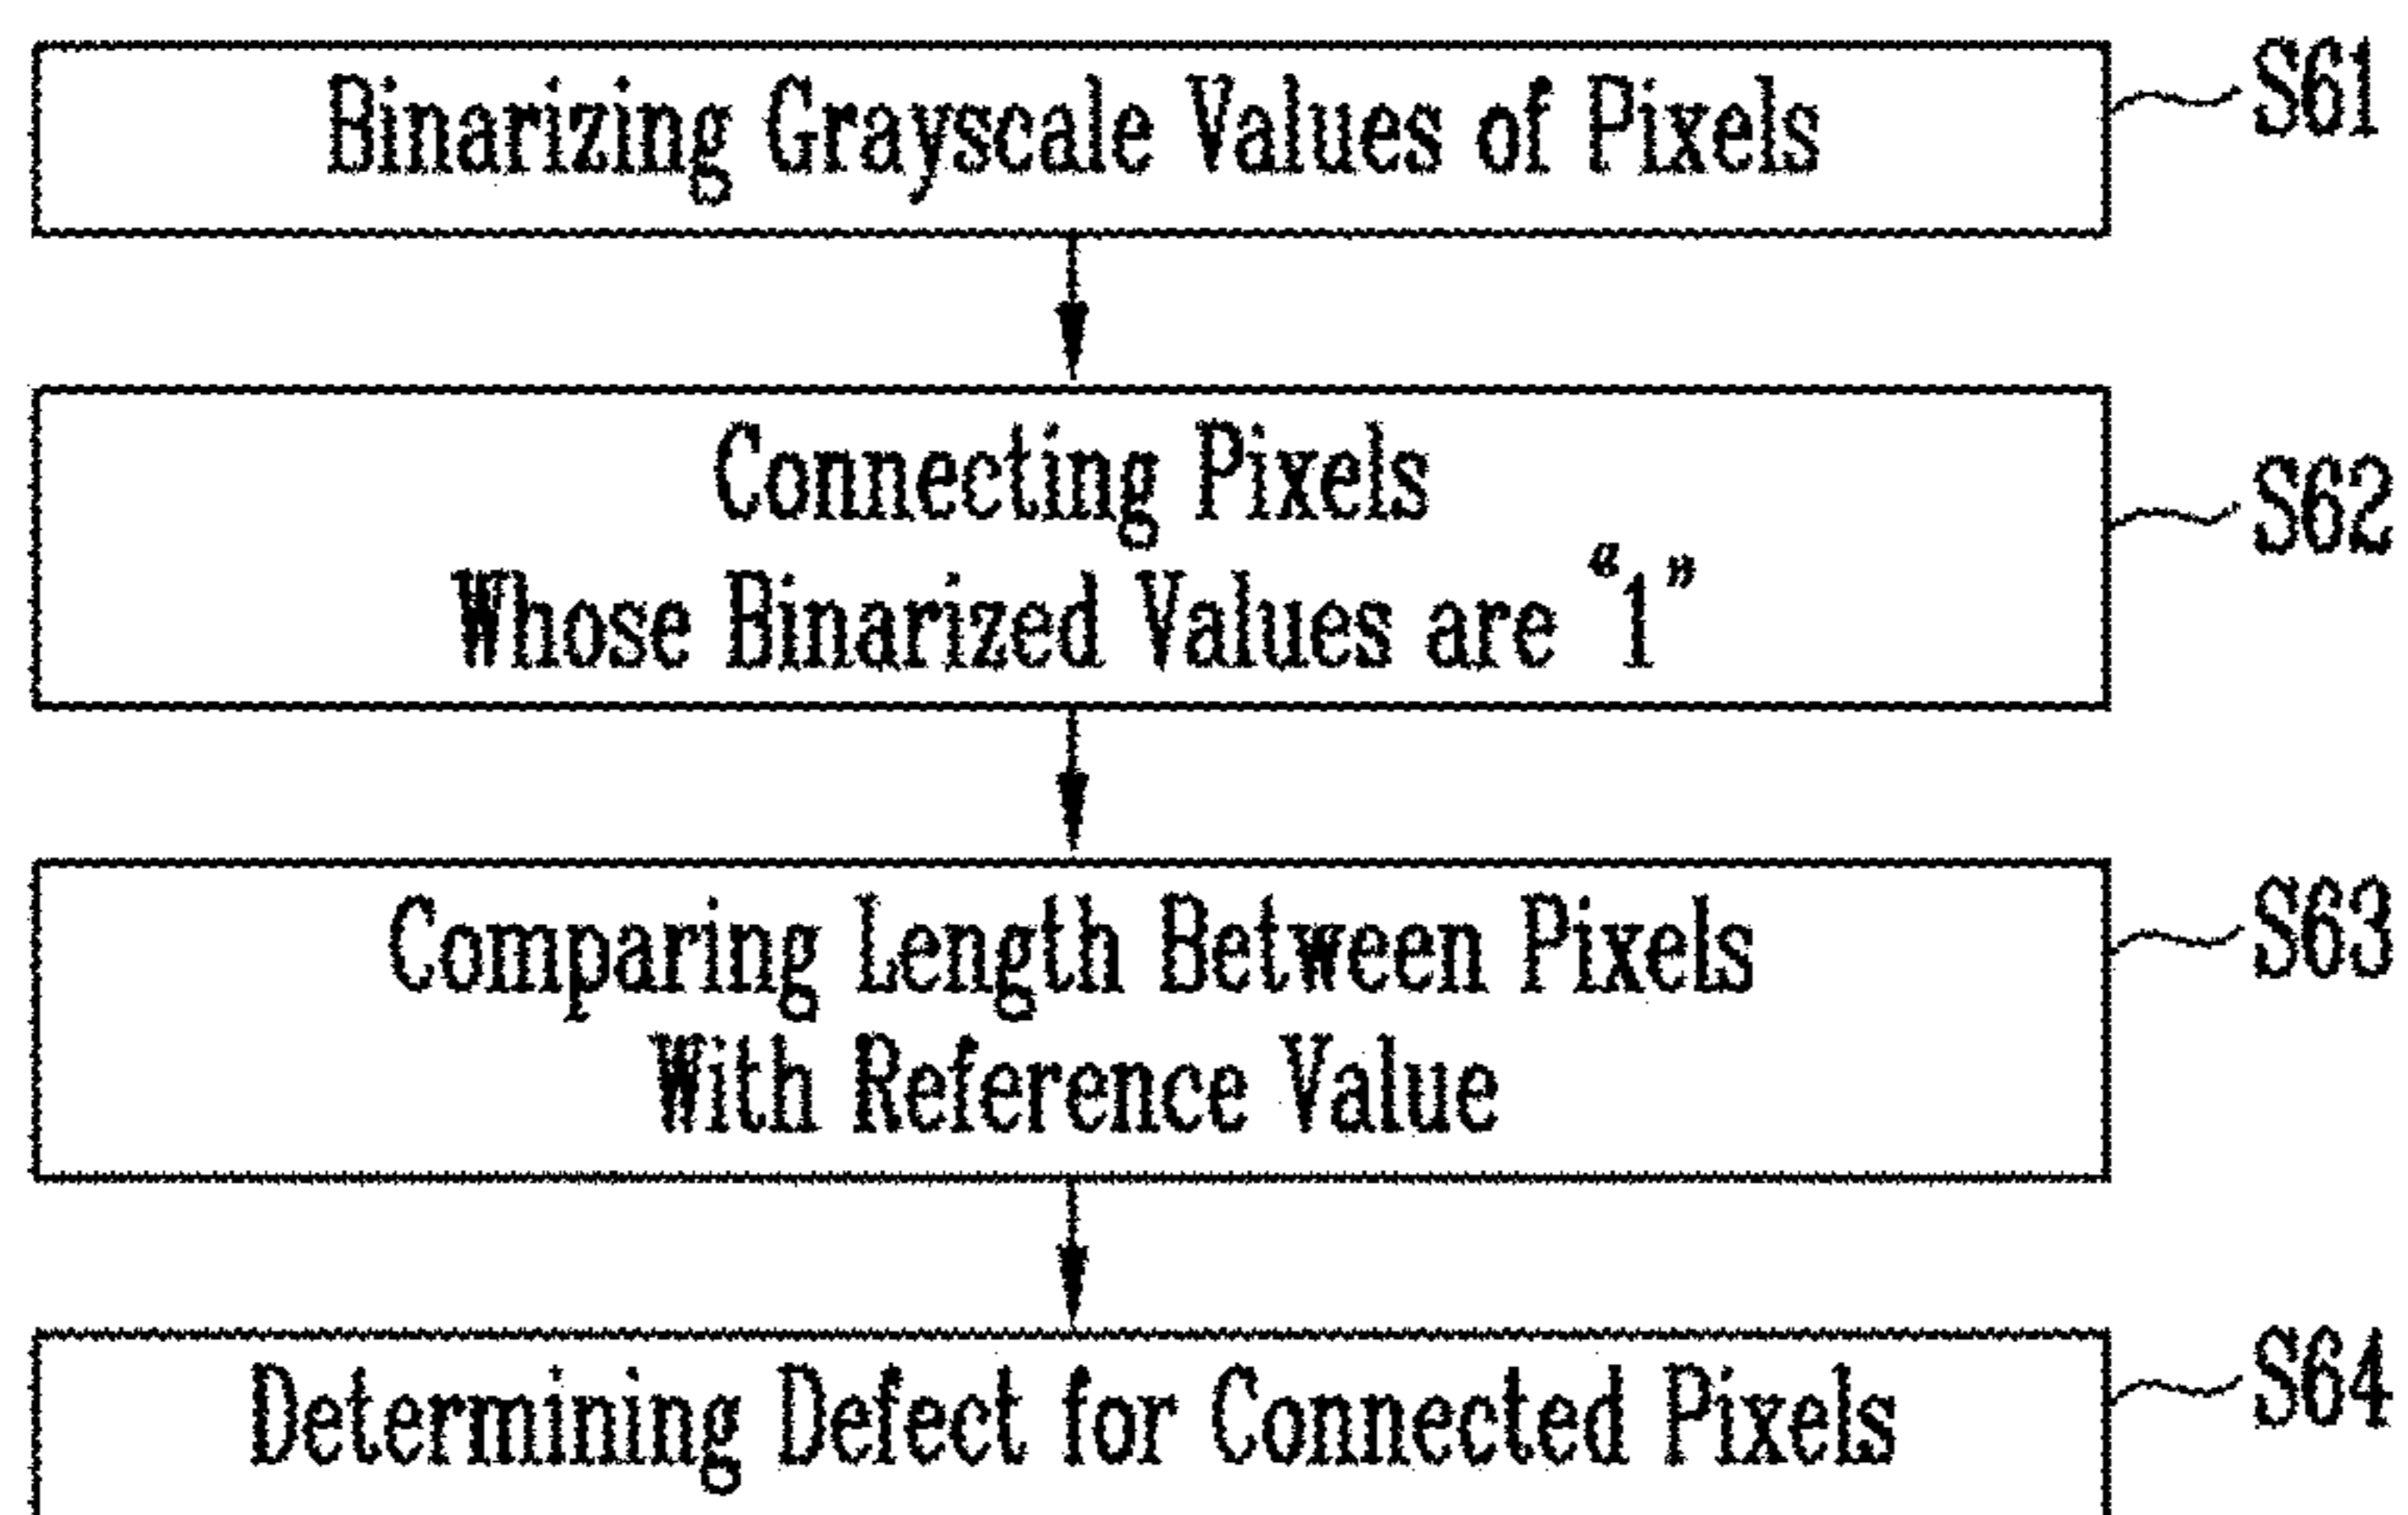 Binarizing Grayscale Values of Pixels
S61
Connecting Pixels
Whose Binarized Values are “1”
S62
Comparing Length Between Pixels
With Reference Value
S63
Determining Defect for Connected Pixels
S64